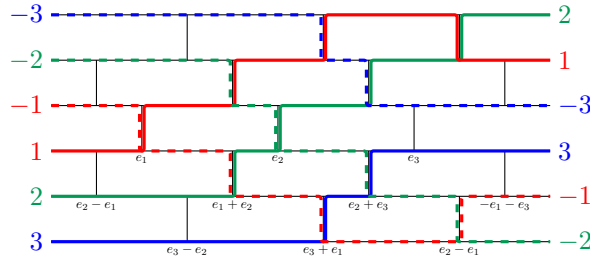 −3 2
−2 1
−1 −3
1 e₁ e₂ e₃ 3
2 e₂ − e₁ e₁ + e₂ e₂ + e₃ −e₁ − e₃ −1
3 e₃ − e₂ e₃ + e₁ e₂ − e₁ −2